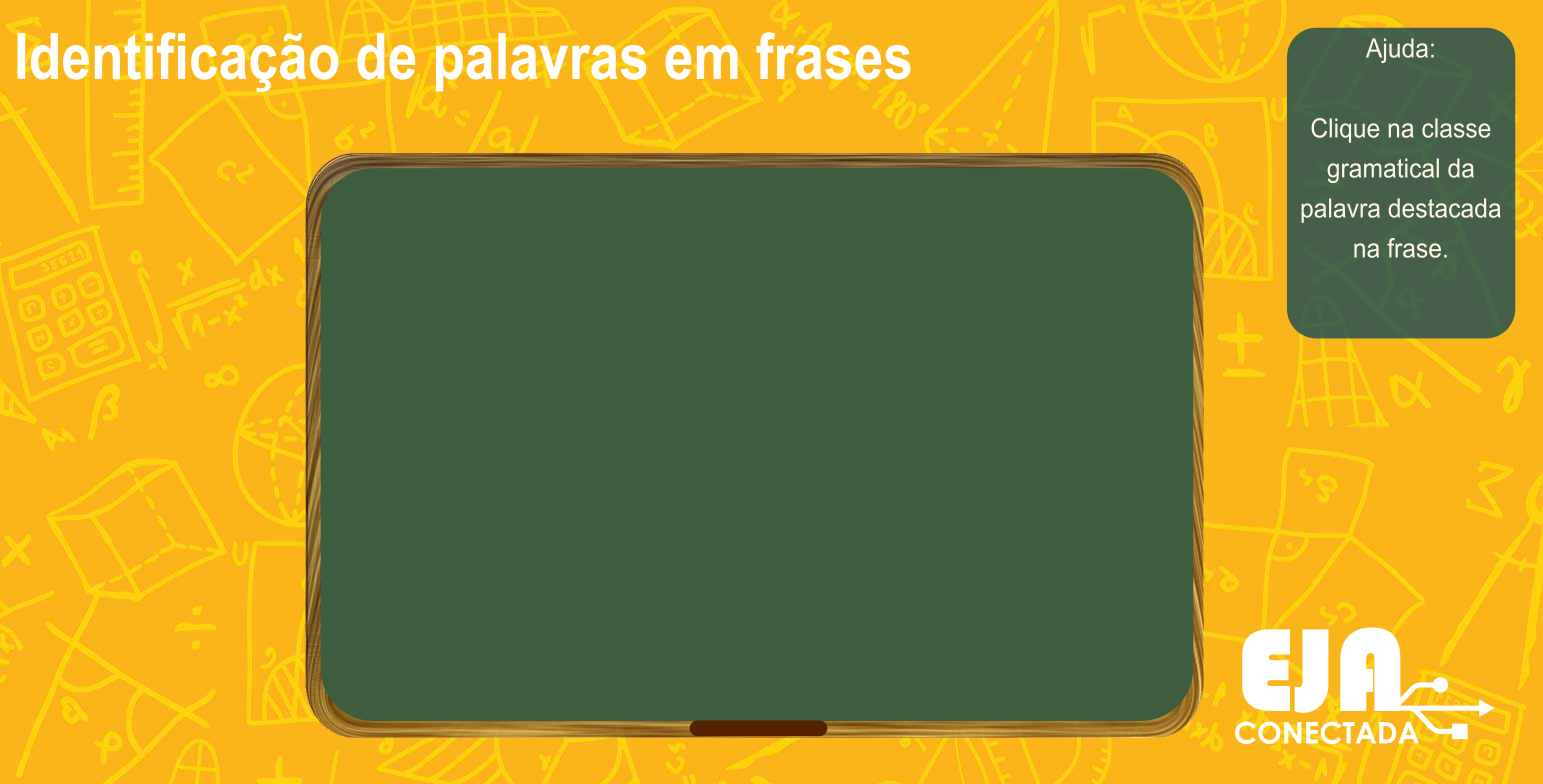 Identificação de palavras em frases
Ajuda:
Clique na classe
gramatical da
palavra destacada
na frase.
EJA
CONECTADA